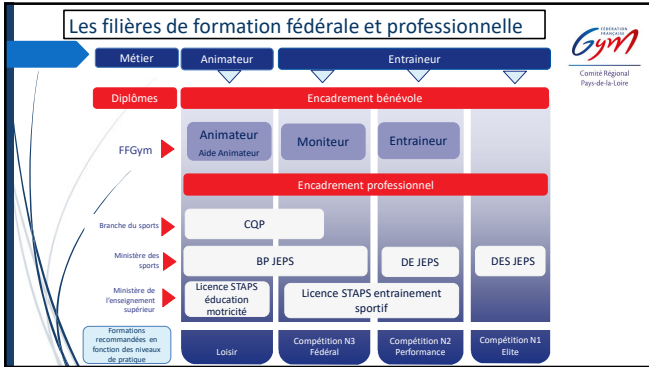 Les filières de formation fédérale et professionnelle
FÉDÉRATION
FRANÇAISE
Gym
Comité Régional
Pays-de-la-Loire
Métier
Animateur
Entraineur
Diplômes
Encadrement bénévole
FFGym
Animateur
Aide Animateur
Moniteur
Entraineur
Encadrement professionnel
Branche du sports
CQP
Ministère des
sports
BP JEPS
DE JEPS
DES JEPS
Ministère de
l'enseignement
supérieur
Licence STAPS
éducation
motricité
Licence STAPS entrainement
sportif
Formations
recommandées en
fonction des niveaux
de pratique
Loisir
Compétition N3
Fédéral
Compétition N2
Performance
Compétition N1
Elite